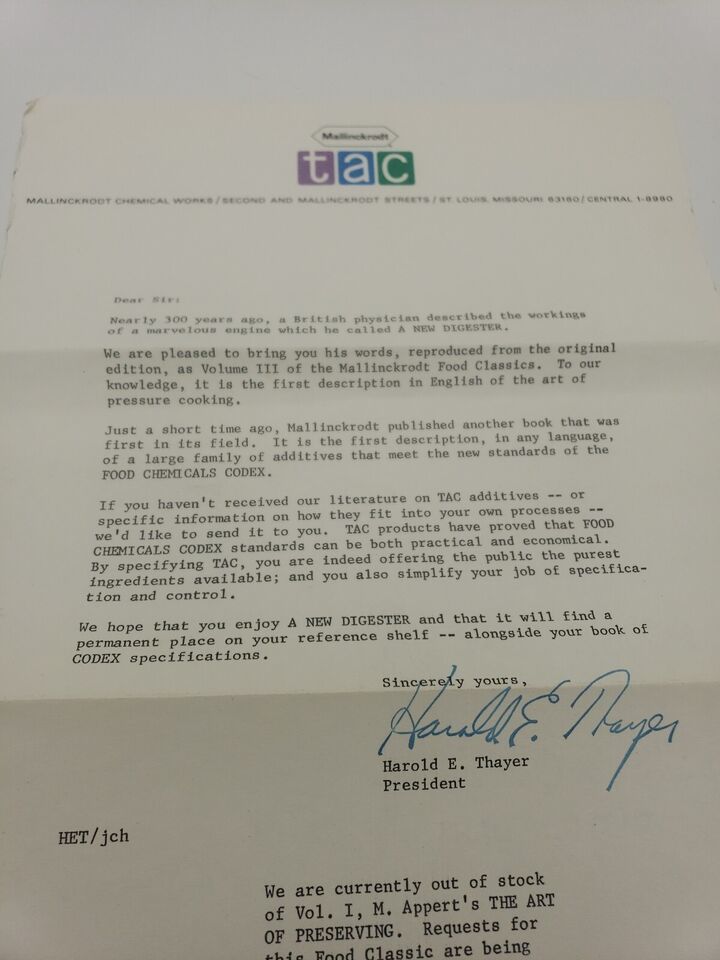 Mallinckrodt
tac
MALLINCKRODT CHEMICAL WORKS / SECOND AND MALLINCKRODT STREETS / ST. LOUIS, MISSOURI 63160 / CENTRAL 1-8980
Dear Sir:
Nearly 300 years ago, a British physician described the workings
of a marvelous engine which he called A NEW DIGESTER.
We are pleased to bring you his words, reproduced from the original
edition, as Volume III of the Mallinckrodt Food Classics. To our
knowledge, it is the first description in English of the art of
pressure cooking.
Just a short time ago, Mallinckrodt published another book that was
first in its field. It is the first description, in any language,
of a large family of additives that meet the new standards of the
FOOD CHEMICALS CODEX.
If you haven't received our literature on TAC additives -- or
specific information on how they fit into your own processes --
we'd like to send it to you. TAC products have proved that FOOD
CHEMICALS CODEX standards can be both practical and economical.
By specifying TAC, you are indeed offering the public the purest
ingredients available; and you also simplify your job of specifica-
tion and control.
We hope that you enjoy A NEW DIGESTER and that it will find a
permanent place on your reference shelf -- alongside your book of
CODEX specifications.
Sincerely yours,
Harold E. Thayer
Harold E. Thayer
President
HET/jch
We are currently out of stock
of Vol. I, M. Appert's THE ART
OF PRESERVING. Requests for
this Food Classic are being